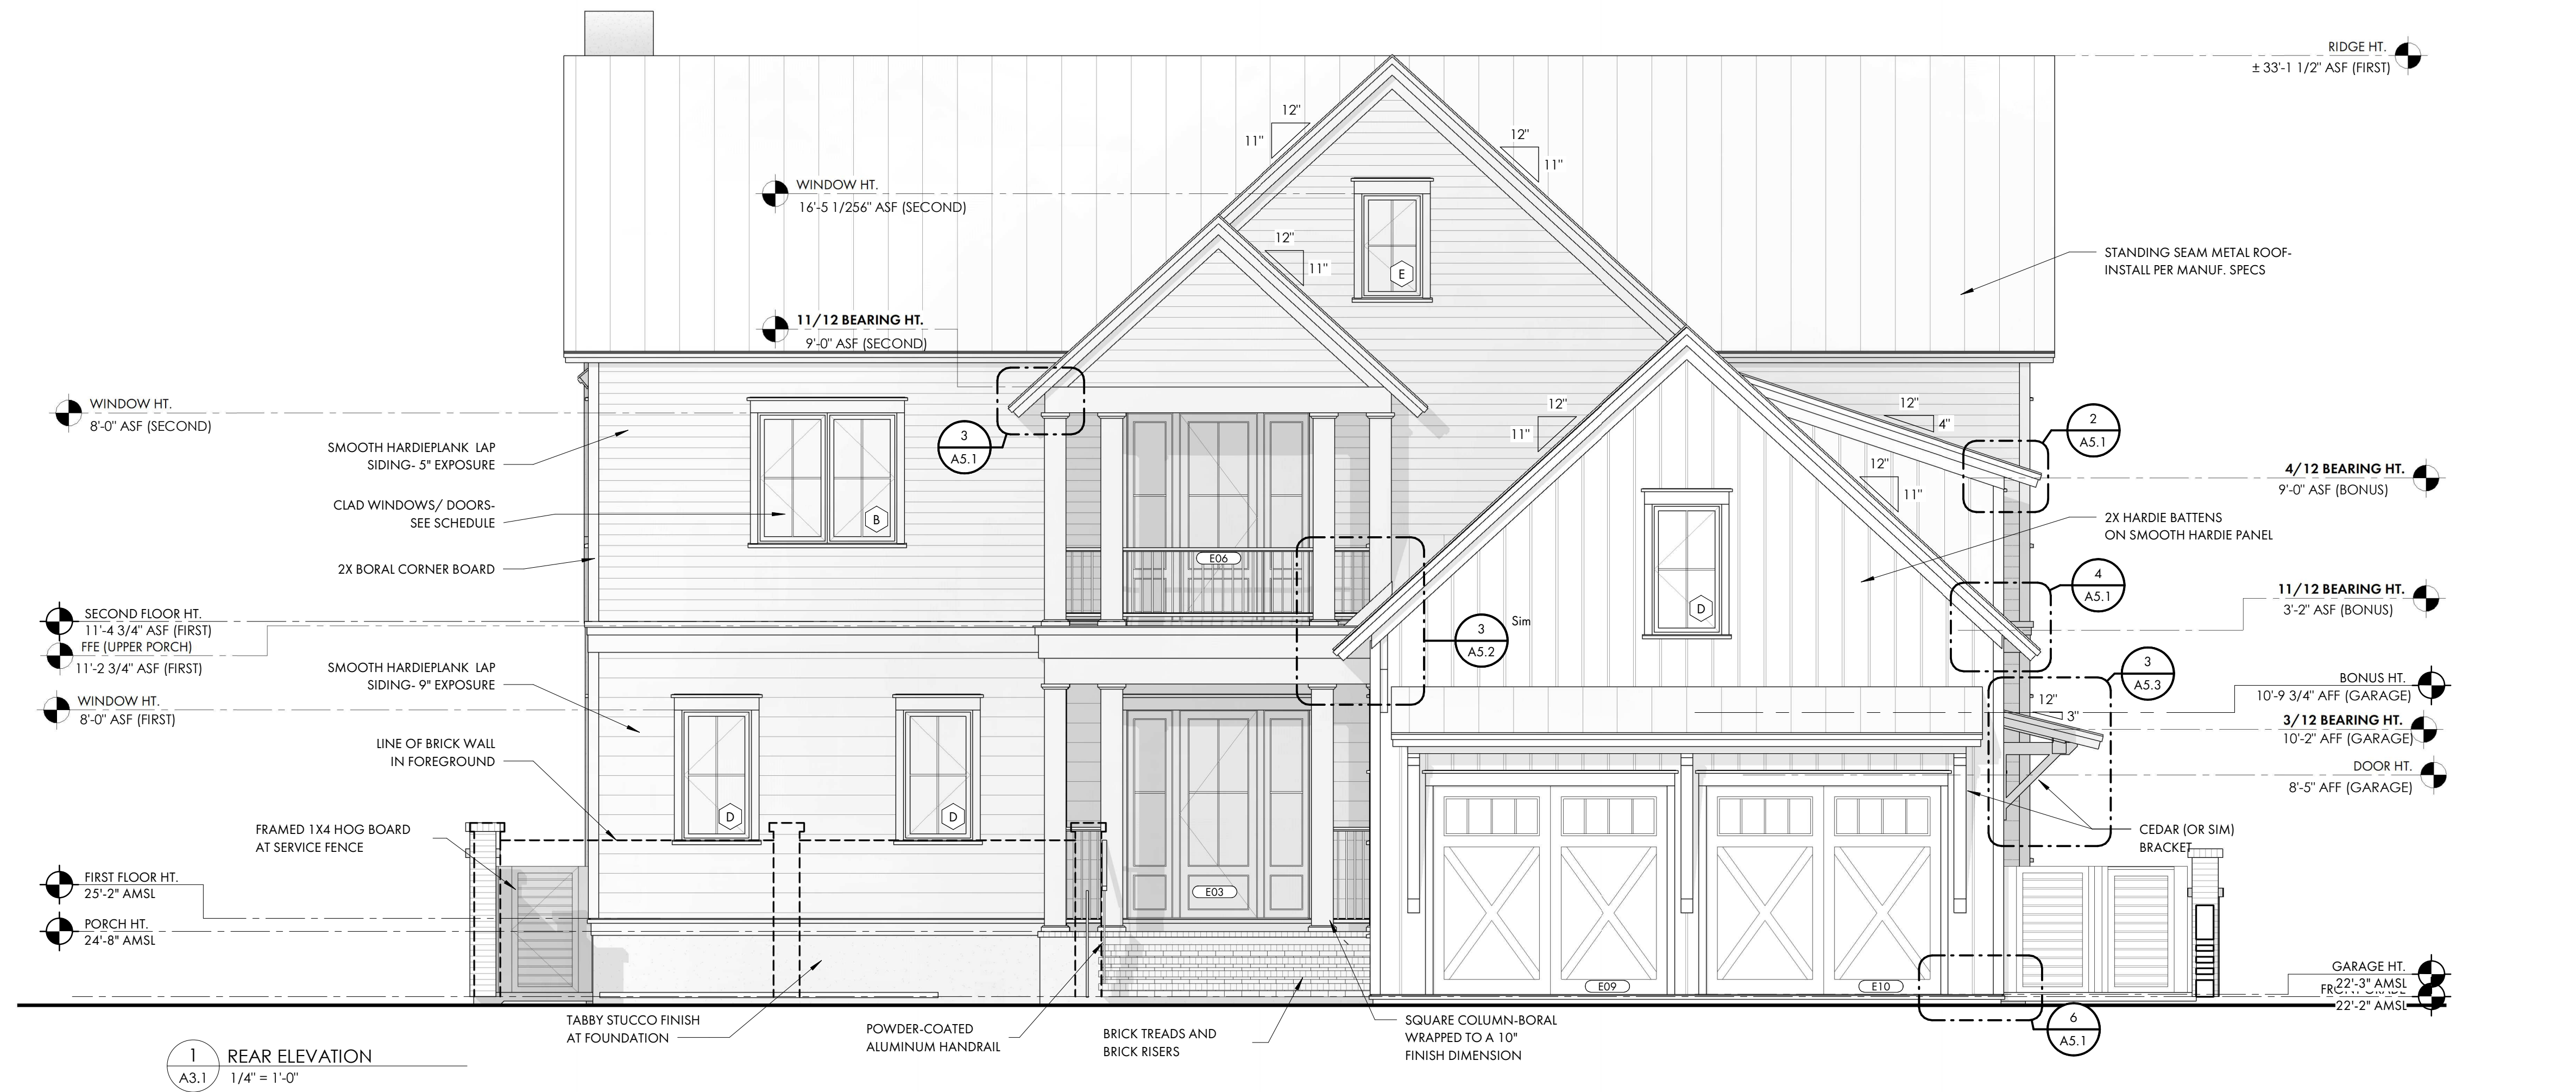 RIDGE HT.
± 33'-1 1/2" ASF (FIRST)
12"
11"
12"
11"
WINDOW HT.
16'-5 1/256" ASF (SECOND)
12"
11"
E
STANDING SEAM METAL ROOF-
INSTALL PER MANUF. SPECS
11/12 BEARING HT.
9'-0" ASF (SECOND)
WINDOW HT.
8'-0" ASF (SECOND)
SMOOTH HARDIEPLANK LAP
SIDING- 5" EXPOSURE
3
A5.1
12"
11"
12"
4"
2
A5.1
12"
11"
4/12 BEARING HT.
9'-0" ASF (BONUS)
CLAD WINDOWS/ DOORS-
SEE SCHEDULE
B
2X HARDIE BATTENS
ON SMOOTH HARDIE PANEL
2X BORAL CORNER BOARD
E06
4
A5.1
11/12 BEARING HT.
3'-2" ASF (BONUS)
D
SECOND FLOOR HT.
11'-4 3/4" ASF (FIRST)
FFE (UPPER PORCH)
11'-2 3/4" ASF (FIRST)
Sim
3
A5.2
SMOOTH HARDIEPLANK LAP
SIDING- 9" EXPOSURE
3
A5.3
BONUS HT.
10'-9 3/4" AFF (GARAGE)
12"
3"
WINDOW HT.
8'-0" ASF (FIRST)
3/12 BEARING HT.
10'-2" AFF (GARAGE)
LINE OF BRICK WALL
IN FOREGROUND
DOOR HT.
8'-5" AFF (GARAGE)
D
D
FRAMED 1X4 HOG BOARD
AT SERVICE FENCE
CEDAR (OR SIM)
BRACKET
FIRST FLOOR HT.
25'-2" AMSL
E03
PORCH HT.
24'-8" AMSL
GARAGE HT.
22'-3" AMSL
22'-2" AMSL
E09
E10
6
A5.1
TABBY STUCCO FINISH
AT FOUNDATION
POWDER-COATED
ALUMINUM HANDRAIL
BRICK TREADS AND
BRICK RISERS
SQUARE COLUMN-BORAL
WRAPPED TO A 10"
FINISH DIMENSION
1
A3.1
REAR ELEVATION
1/4" = 1'-0"